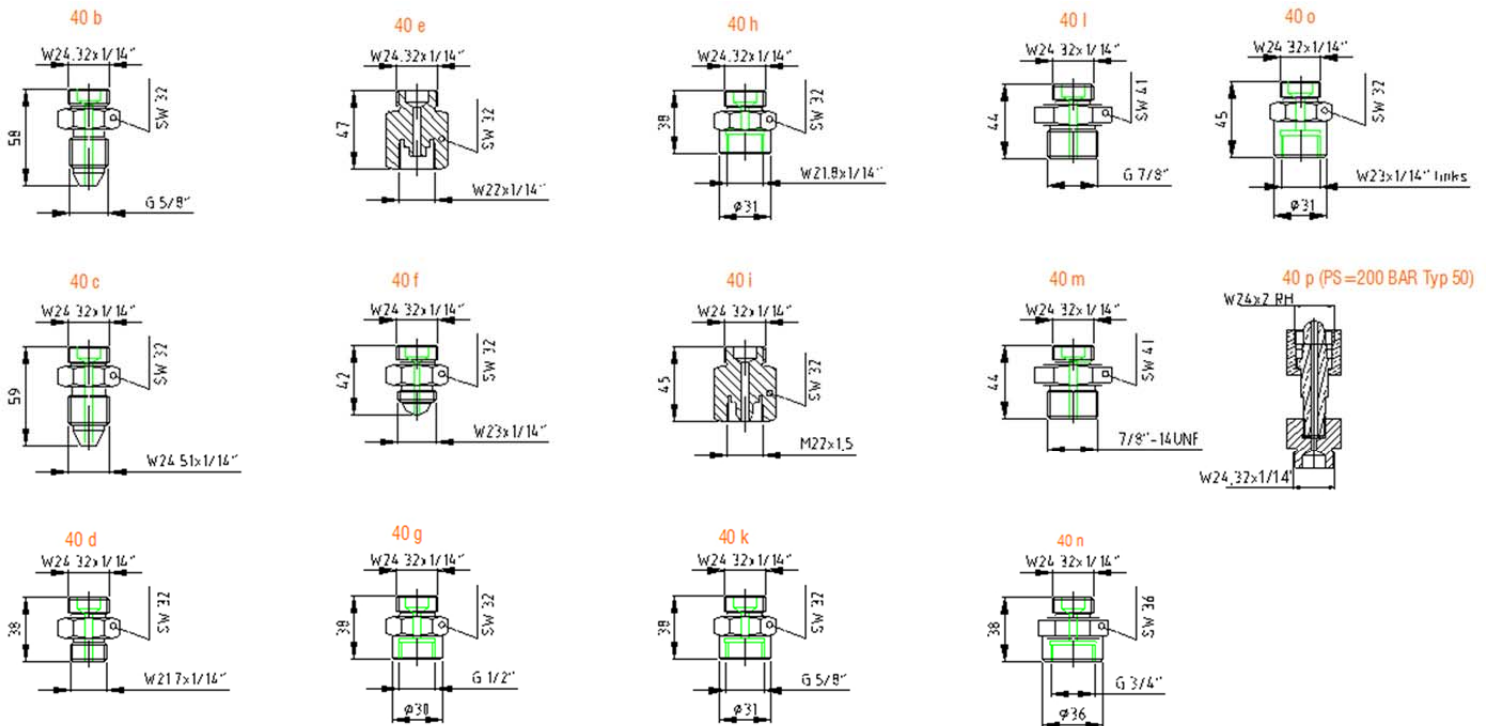 40 b
W24.32x1/14"
SW 32
58
G 5/8"
40 e
W24.32x1/14"
SW 32
47
W22x1/14"
40 h
W24.32x1/14"
SW 32
38
W21.8x1/14"
ø31
40 l
W24.32x1/14"
SW 41
44
G 7/8"
40 o
W24.32x1/14"
SW 32
45
W23x1/14" links
ø31
40 c
W24.32x1/14"
SW 32
59
W24.51x1/14"
40 f
W24.32x1/14"
SW 32
42
W23x1/14"
40 i
W24.32x1/14"
SW 32
45
M22x1,5
40 m
W24.32x1/14"
SW 41
44
7/8"-14UNF
40 p (PS=200 BAR Typ 50)
W24x2 RH
W24,32x1/14"
40 d
W24.32x1/14"
SW 32
38
W21.7x1/14"
40 g
W24.32x1/14"
SW 32
38
G 1/2"
ø30
40 k
W24.32x1/14"
SW 32
38
G 5/8"
ø31
40 n
W24.32x1/14"
SW 36
38
G 3/4"
ø36